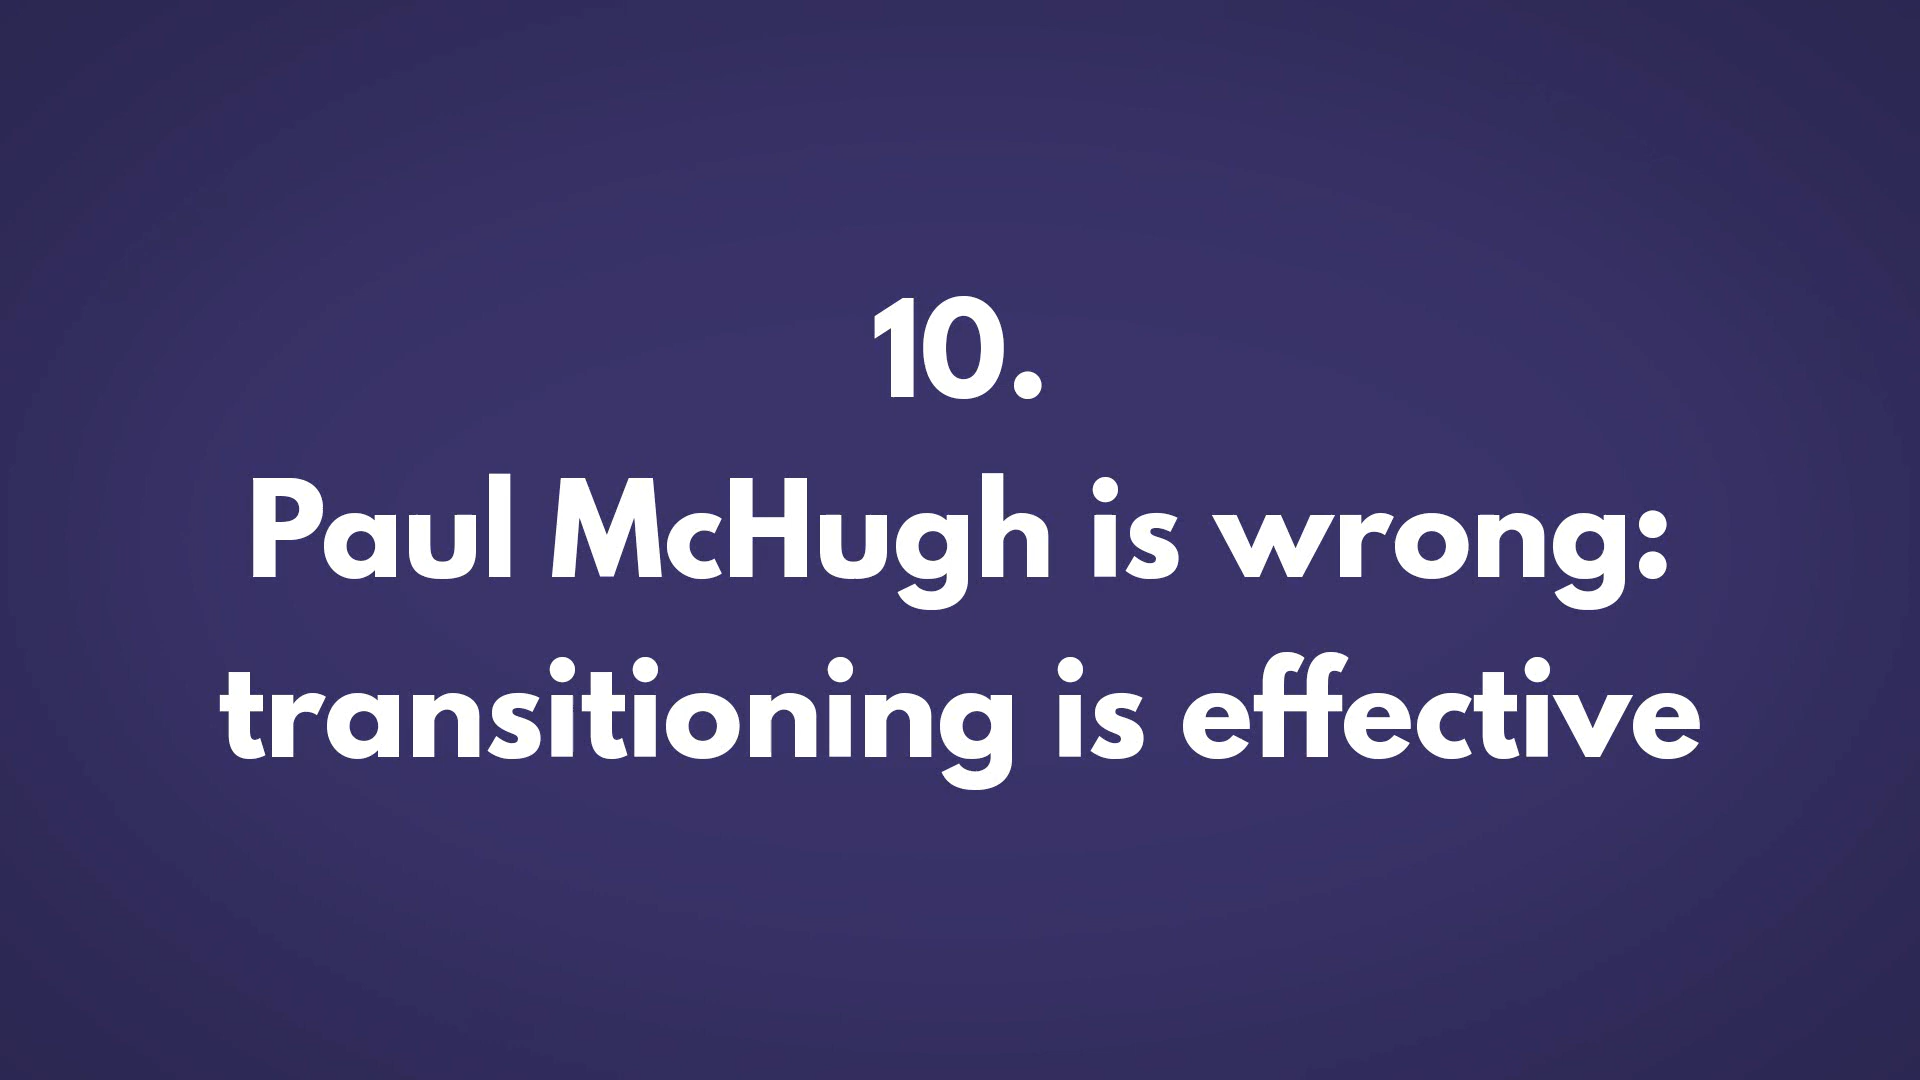 10.
Paul McHugh is wrong:
transitioning is effective